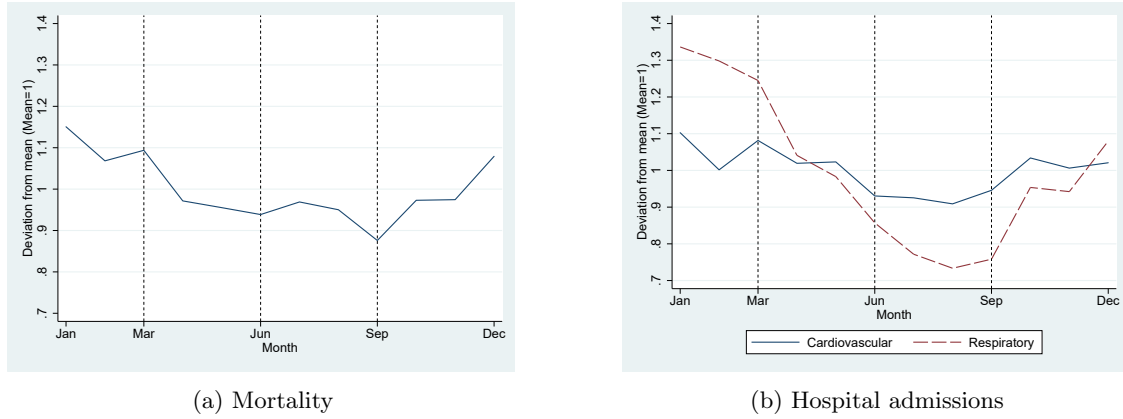 Deviation from mean (Mean=1)
1.4
1.3
1.2
1.1
1
.9
.8
.7
Jan Mar Jun Sep Dec
Month
(a) Mortality
Deviation from mean (Mean=1)
1.4
1.3
1.2
1.1
1.0
.9
.8
.7
Jan Mar Jun Sep Dec
Month
Cardiovascular Respiratory
(b) Hospital admissions